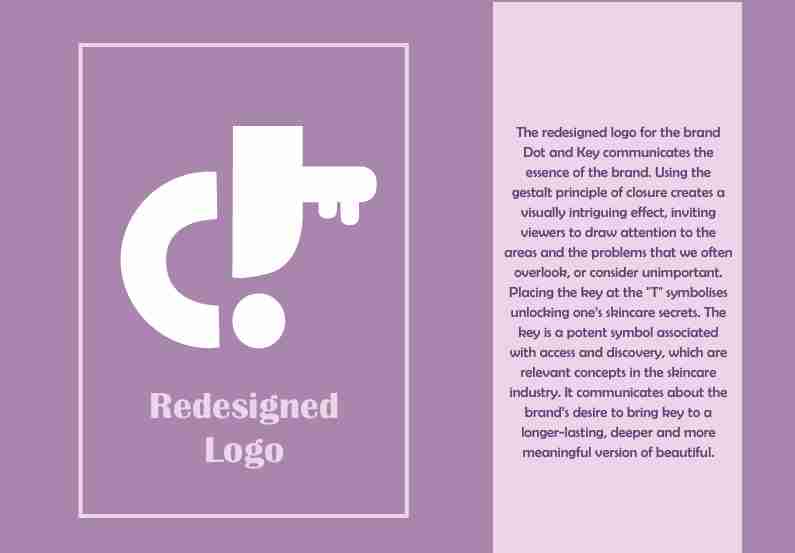 Redesigned
Logo
The redesigned logo for the brand
Dot and Key communicates the
essence of the brand. Using the
gestalt principle of closure creates a
visually intriguing effect, inviting
viewers to draw attention to the
areas and the problems that we often
overlook, or consider unimportant.
Placing the key at the "T" symbolises
unlocking one's skincare secrets. The
key is a potent symbol associated
with access and discovery, which are
relevant concepts in the skincare
industry. It communicates about the
brand's desire to bring key to a
longer-lasting, deeper and more
meaningful version of beautiful.